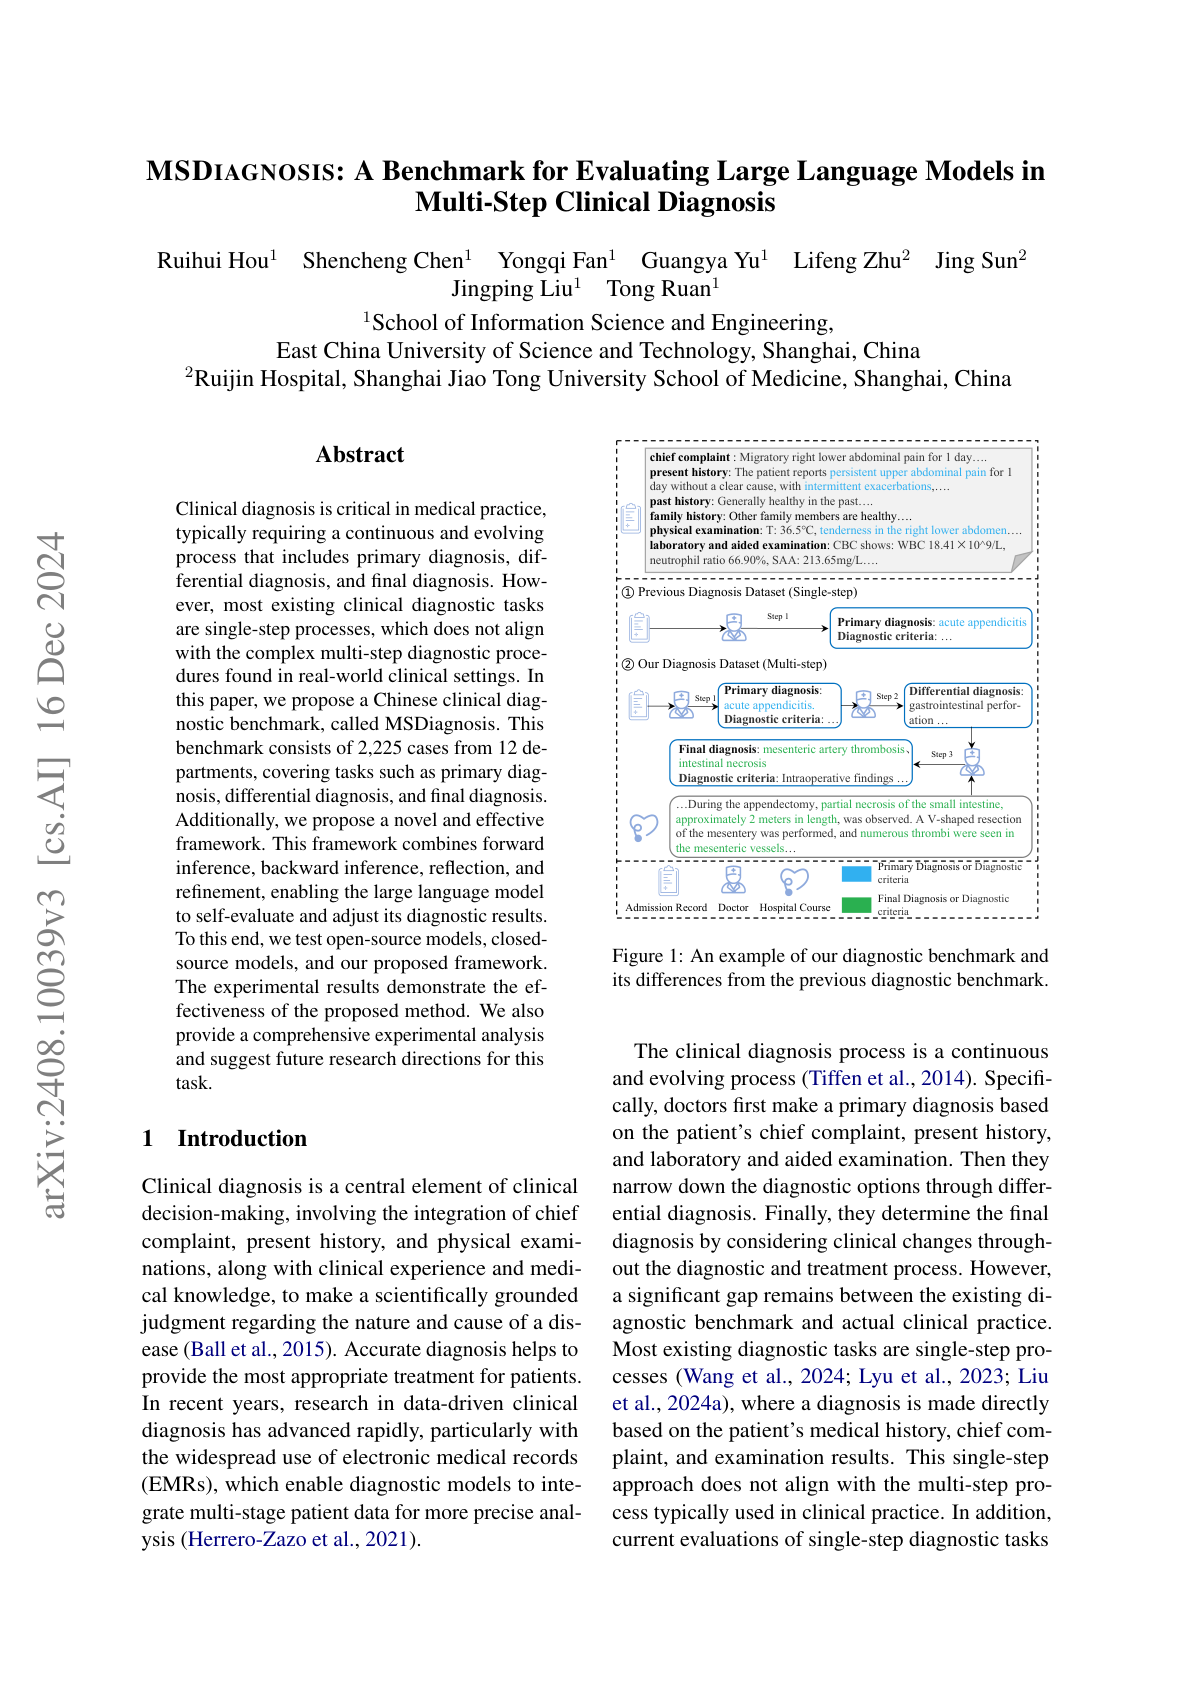 arXiv:2408.10039v3 [cs.AI] 16 Dec 2024
MSDIAGNOSIS: A Benchmark for Evaluating Large Language Models in
Multi-Step Clinical Diagnosis
Ruihui Hou1 Shencheng Chen1 Yongqi Fan1 Guangya Yu1 Lifeng Zhu2 Jing Sun2
Jingping Liu1 Tong Ruan1
1School of Information Science and Engineering,
East China University of Science and Technology, Shanghai, China
2Ruijin Hospital, Shanghai Jiao Tong University School of Medicine, Shanghai, China
Abstract
Clinical diagnosis is critical in medical practice,
typically requiring a continuous and evolving
process that includes primary diagnosis, dif-
ferential diagnosis, and final diagnosis. How-
ever, most existing clinical diagnostic tasks
are single-step processes, which does not align
with the complex multi-step diagnostic proce-
dures found in real-world clinical settings. In
this paper, we propose a Chinese clinical diag-
nostic benchmark, called MSDiagnosis. This
benchmark consists of 2,225 cases from 12 de-
partments, covering tasks such as primary diag-
nosis, differential diagnosis, and final diagnosis.
Additionally, we propose a novel and effective
framework. This framework combines forward
inference, backward inference, reflection, and
refinement, enabling the large language model
to self-evaluate and adjust its diagnostic results.
To this end, we test open-source models, closed-
source models, and our proposed framework.
The experimental results demonstrate the ef-
fectiveness of the proposed method. We also
provide a comprehensive experimental analysis
and suggest future research directions for this
task.
1 Introduction
Clinical diagnosis is a central element of clinical
decision-making, involving the integration of chief
complaint, present history, and physical exami-
nations, along with clinical experience and medi-
cal knowledge, to make a scientifically grounded
judgment regarding the nature and cause of a dis-
ease (Ball et al., 2015). Accurate diagnosis helps to
provide the most appropriate treatment for patients.
In recent years, research in data-driven clinical
diagnosis has advanced rapidly, particularly with
the widespread use of electronic medical records
(EMRs), which enable diagnostic models to inte-
grate multi-stage patient data for more precise anal-
ysis (Herrero-Zazo et al., 2021).
chief complaint : Migratory right lower abdominal pain for 1 day….
present history: The patient reports persistent upper abdominal pain for 1
day without a clear cause, with intermittent exacerbations,….
past history: Generally healthy in the past….
family history: Other family members are healthy….
physical examination: T: 36.5℃, tenderness in the right lower abdomen….
laboratory and aided examination: CBC shows: WBC 18.41×10^9/L,
neutrophil ratio 66.90%, SAA: 213.65mg/L….
① Previous Diagnosis Dataset (Single-step)
Step 1
Primary diagnosis: acute appendicitis
Diagnostic criteria: …
② Our Diagnosis Dataset (Multi-step)
Step 1
Primary diagnosis:
acute appendicitis.
Diagnostic criteria: …
Step 2
Differential diagnosis:
gastrointestinal perfor-
ation …
Final diagnosis: mesenteric artery thrombosis、
intestinal necrosis
Diagnostic criteria: Intraoperative findings …
Step 3
…During the appendectomy, partial necrosis of the small intestine,
approximately 2 meters in length, was observed. A V-shaped resection
of the mesentery was performed, and numerous thrombi were seen in
the mesenteric vessels…
Admission Record Doctor Hospital Course
Primary Diagnosis or Diagnostic
criteria
Final Diagnosis or Diagnostic
criteria
Figure 1: An example of our diagnostic benchmark and
its differences from the previous diagnostic benchmark.
The clinical diagnosis process is a continuous
and evolving process (Tiffen et al., 2014). Specifi-
cally, doctors first make a primary diagnosis based
on the patient's chief complaint, present history,
and laboratory and aided examination. Then they
narrow down the diagnostic options through differ-
ential diagnosis. Finally, they determine the final
diagnosis by considering clinical changes through-
out the diagnostic and treatment process. However,
a significant gap remains between the existing di-
agnostic benchmark and actual clinical practice.
Most existing diagnostic tasks are single-step pro-
cesses (Wang et al., 2024; Lyu et al., 2023; Liu
et al., 2024a), where a diagnosis is made directly
based on the patient's medical history, chief com-
plaint, and examination results. This single-step
approach does not align with the multi-step pro-
cess typically used in clinical practice. In addition,
current evaluations of single-step diagnostic tasks